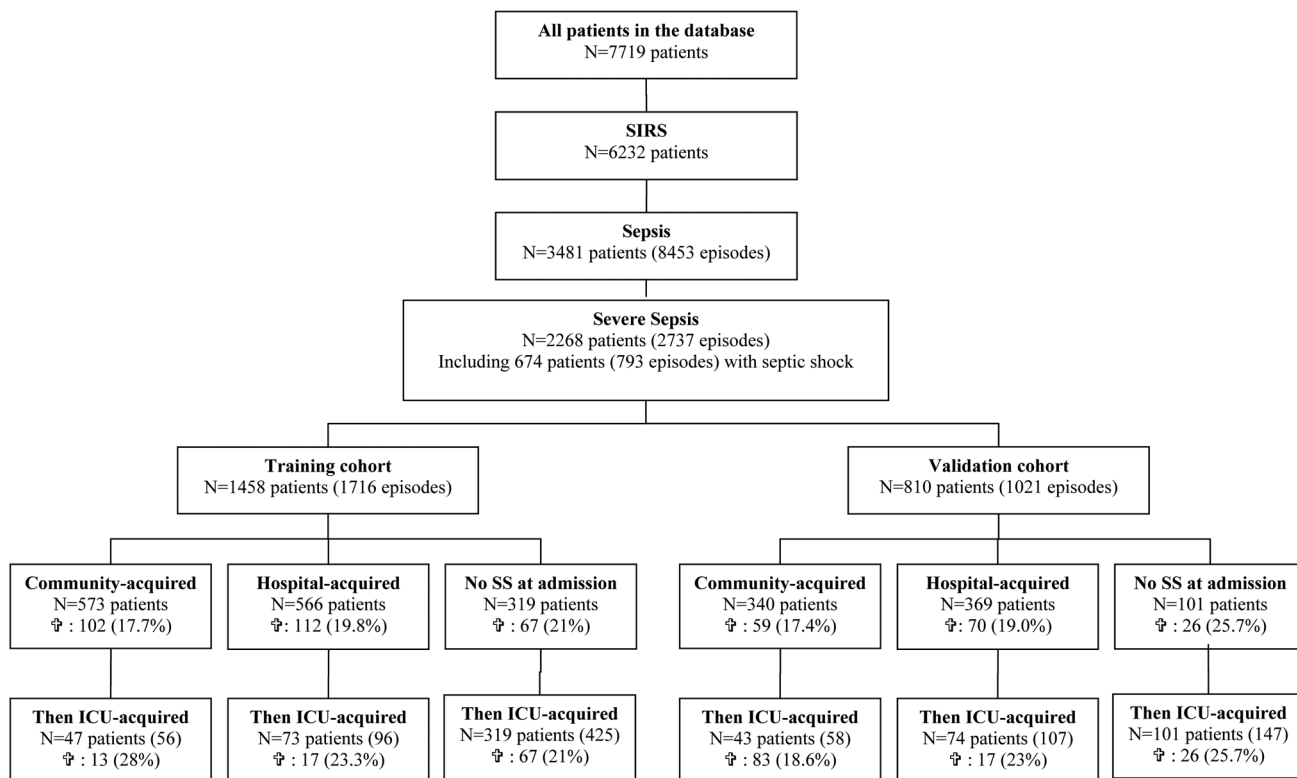 All patients in the database
N=7719 patients
SIRS
N=6232 patients
Sepsis
N=3481 patients (8453 episodes)
Severe Sepsis
N=2268 patients (2737 episodes)
Including 674 patients (793 episodes) with septic shock
Training cohort
N=1458 patients (1716 episodes)
Validation cohort
N=810 patients (1021 episodes)
Community-acquired
N=573 patients
✞ : 102 (17.7%)
Hospital-acquired
N=566 patients
✞: 112 (19.8%)
No SS at admission
N=319 patients
✞ : 67 (21%)
Community-acquired
N=340 patients
✞ : 59 (17.4%)
Hospital-acquired
N=369 patients
✞ : 70 (19.0%)
No SS at admission
N=101 patients
✞ : 26 (25.7%)
Then ICU-acquired
N=47 patients (56)
✞ : 13 (28%)
Then ICU-acquired
N=73 patients (96)
✞ : 17 (23.3%)
Then ICU-acquired
N=319 patients (425)
✞ : 67 (21%)
Then ICU-acquired
N=43 patients (58)
✞ : 83 (18.6%)
Then ICU-acquired
N=74 patients (107)
✞ : 17 (23%)
Then ICU-acquired
N=101 patients (147)
✞ : 26 (25.7%)